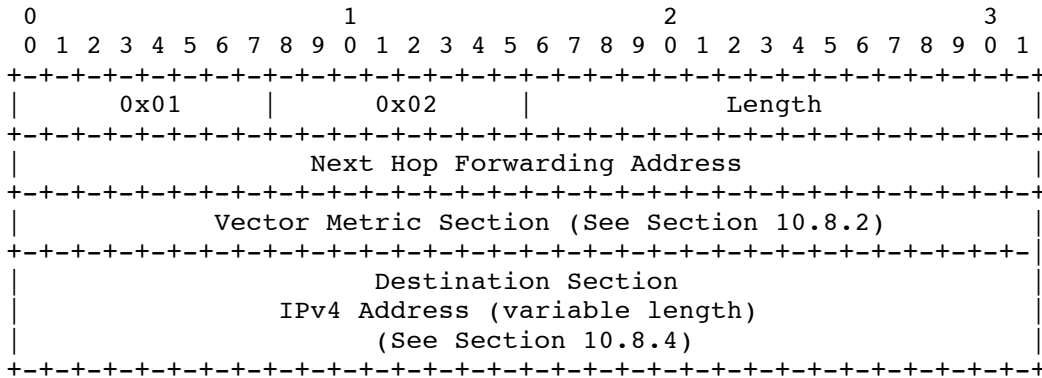 0                   1                   2                   3
0 1 2 3 4 5 6 7 8 9 0 1 2 3 4 5 6 7 8 9 0 1 2 3 4 5 6 7 8 9 0 1
+-+-+-+-+-+-+-+-+-+-+-+-+-+-+-+-+-+-+-+-+-+-+-+-+-+-+-+-+-+-+-+-+
|      0x01     |      0x02     |            Length             |
+-+-+-+-+-+-+-+-+-+-+-+-+-+-+-+-+-+-+-+-+-+-+-+-+-+-+-+-+-+-+-+-+
|                  Next Hop Forwarding Address                  |
+-+-+-+-+-+-+-+-+-+-+-+-+-+-+-+-+-+-+-+-+-+-+-+-+-+-+-+-+-+-+-+-+
|            Vector Metric Section (See Section 10.8.2)         |
+-+-+-+-+-+-+-+-+-+-+-+-+-+-+-+-+-+-+-+-+-+-+-+-+-+-+-+-+-+-+-+-|
|                      Destination Section                      |
|                IPv4 Address (variable length)                 |
|                      (See Section 10.8.4)                     |
+-+-+-+-+-+-+-+-+-+-+-+-+-+-+-+-+-+-+-+-+-+-+-+-+-+-+-+-+-+-+-+-+